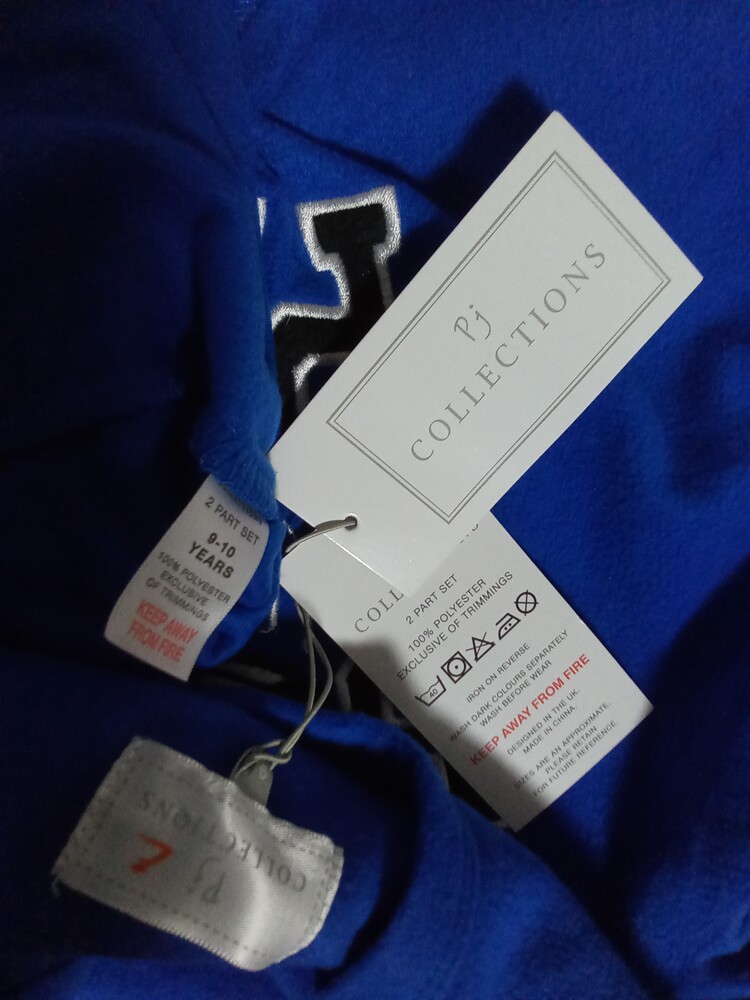 Pj
COLLECTIONS
2 PART SET
9-10
YEARS
100% POLYESTER
EXCLUSIVE
OF TRIMMINGS
KEEP AWAY
FROM FIRE
COLL
2 PART SET
100% POLYESTER
EXCLUSIVE OF TRIMMINGS
40
IRON ON REVERSE
WASH DARK COLOURS SEPARATELY
WASH BEFORE WEAR
KEEP AWAY FROM FIRE
DESIGNED IN THE UK.
MADE IN CHINA.
SIZES ARE AN APPROXIMATE.
PLEASE RETAIN
FOR FUTURE REFERENCE.
Pj
COLLECTIONS